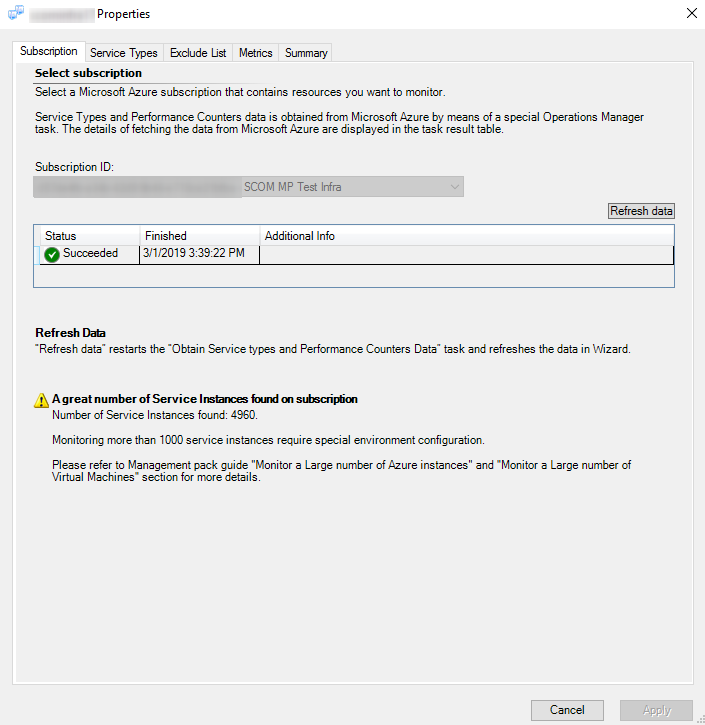 Properties
Subscription
Service Types
Exclude List
Metrics
Summary
Select subscription
Select a Microsoft Azure subscription that contains resources you want to monitor.
Service Types and Performance Counters data is obtained from Microsoft Azure by means of a special Operations Manager
task. The details of fetching the data from Microsoft Azure are displayed in the task result table.
Subscription ID:
SCOM MP Test Infra
Refresh data
Status Finished Additional Info
Succeeded 3/1/2019 3:39:22 PM
Refresh Data
"Refresh data" restarts the "Obtain Service types and Performance Counters Data" task and refreshes the data in Wizard.
A great number of Service Instances found on subscription
Number of Service Instances found: 4960.
Monitoring more than 1000 service instances require special environment configuration.
Please refer to Management pack guide "Monitor a Large number of Azure instances" and "Monitor a Large number of
Virtual Machines" section for more details.
Cancel
Apply